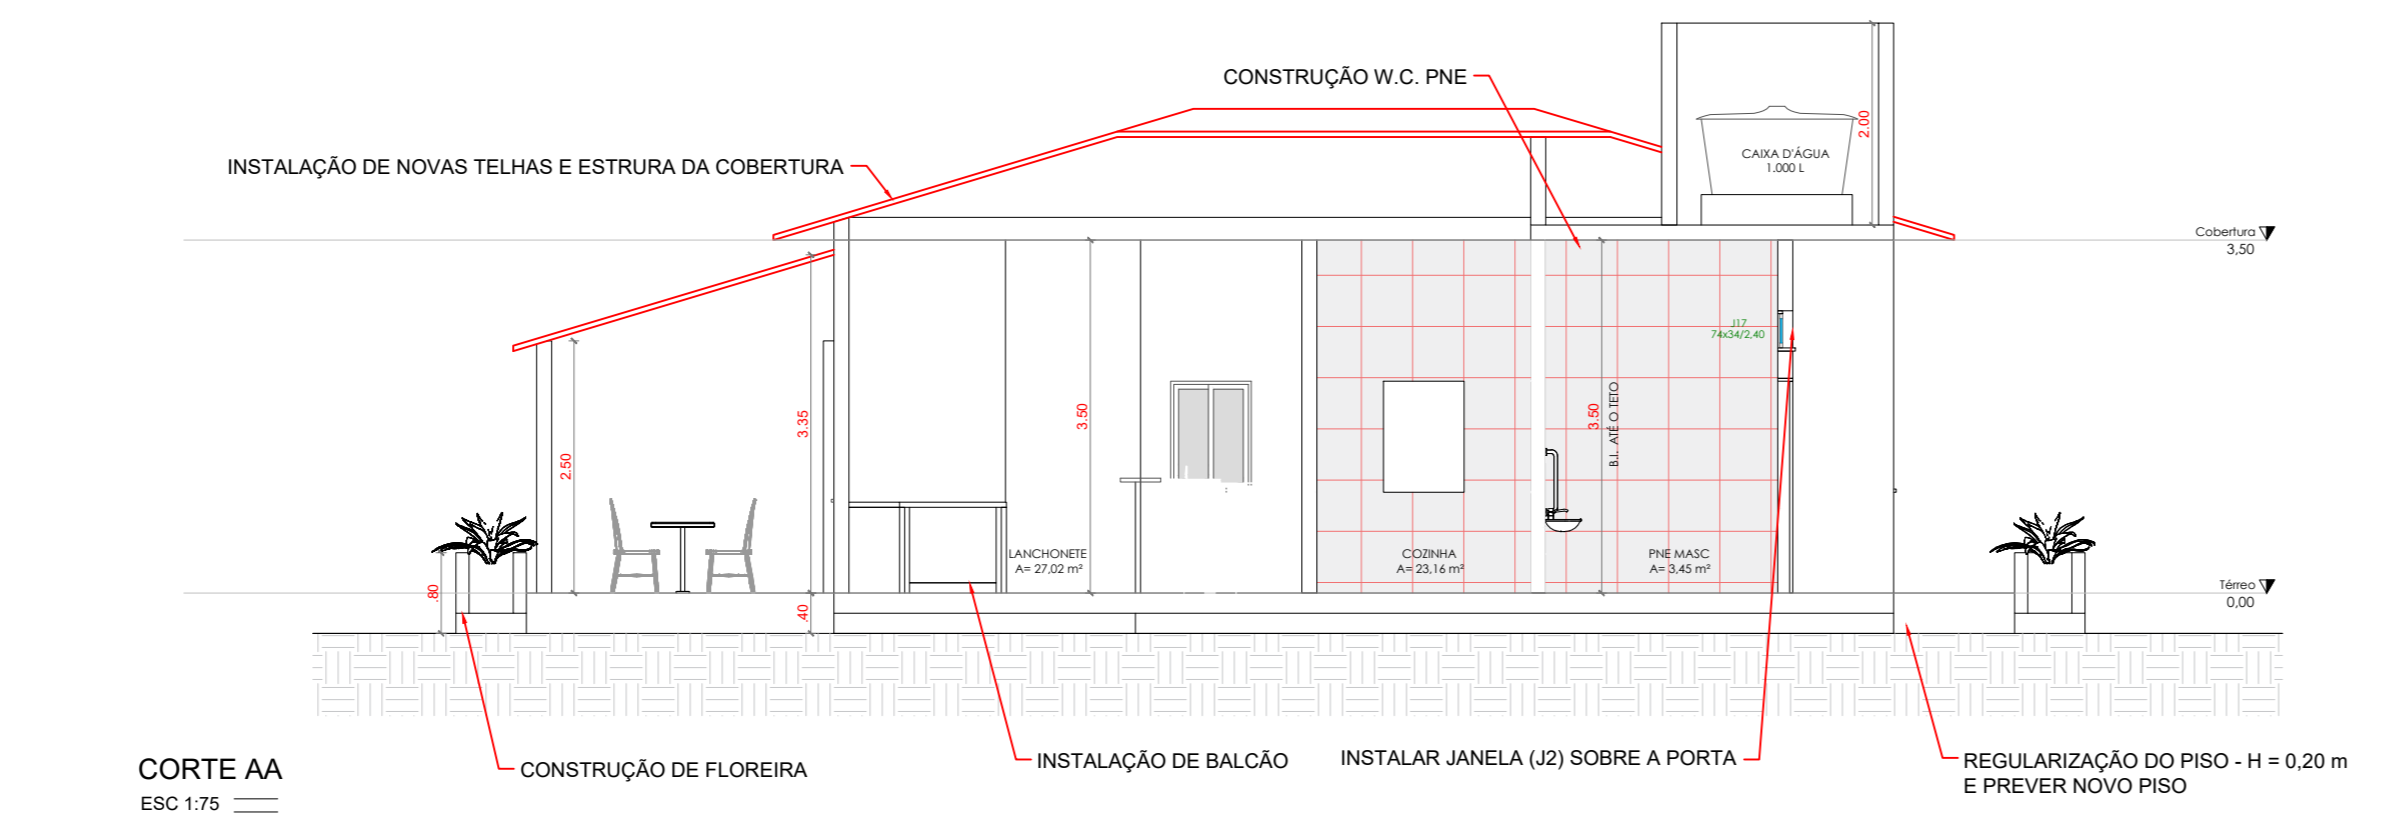 CONSTRUÇÃO W.C. PNE
INSTALAÇÃO DE NOVAS TELHAS E ESTRURA DA COBERTURA
2.00
CAIXA D'ÁGUA
1.000 L
Cobertura
3,50
J17
74x34/2,40
2.50
3.35
3.50
3.50
B.I. ATÉ O TETO
LANCHONETE
A= 27,02 m²
COZINHA
A= 23,16 m²
PNE MASC
A= 3,45 m²
.80
.40
Térreo
0,00
CORTE AA
ESC 1:75
CONSTRUÇÃO DE FLOREIRA
INSTALAÇÃO DE BALCÃO
INSTALAR JANELA (J2) SOBRE A PORTA
REGULARIZAÇÃO DO PISO - H = 0,20 m
E PREVER NOVO PISO